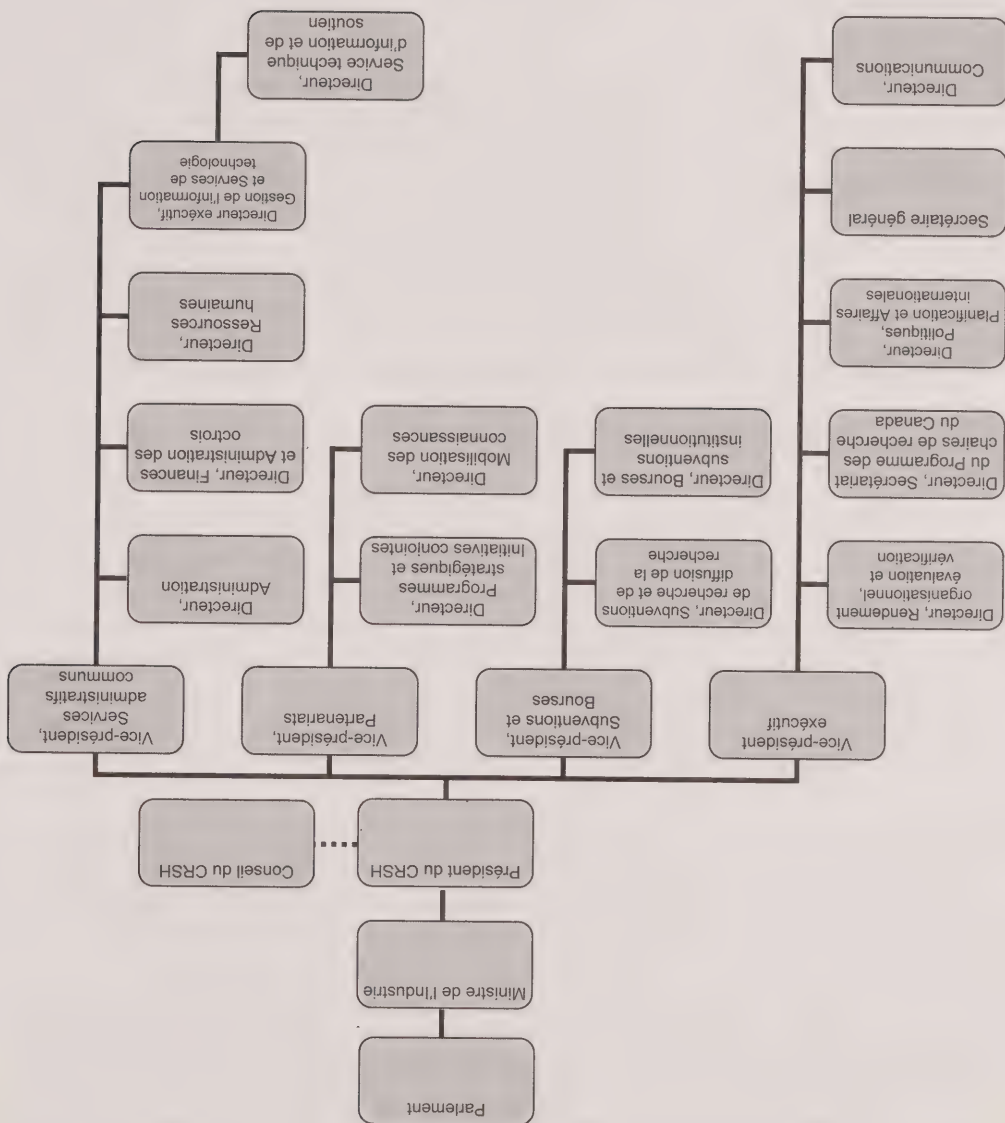 Parlement
Ministre de l'Industrie
Président du CRSH
Conseil du CRSH
Vice-président
exécutif
Directeur, Rendement
organisationnel,
évaluation et
vérification
Directeur, Secrétariat
du Programme des
chaires de recherche
du Canada
Directeur,
Politiques,
Planification et Affaires
internationales
Secrétaire général
Directeur,
Communications
Vice-président,
Subventions et
Bourses
Directeur, Subventions
de recherche et de
diffusion de la
recherche
Directeur, Bourses et
subventions
institutionnelles
Vice-président,
Partenariats
Directeur,
Programmes
stratégiques et
Initiatives conjointes
Directeur,
Mobilisation des
connaissances
Vice-président,
Services
administratifs
communs
Directeur,
Administration
Directeur, Finances
et Administration des
octrois
Directeur,
Ressources
humaines
Directeur exécutif,
Gestion de l'information
et Services de
technologie
Directeur,
Service technique
d'information et de
soutien